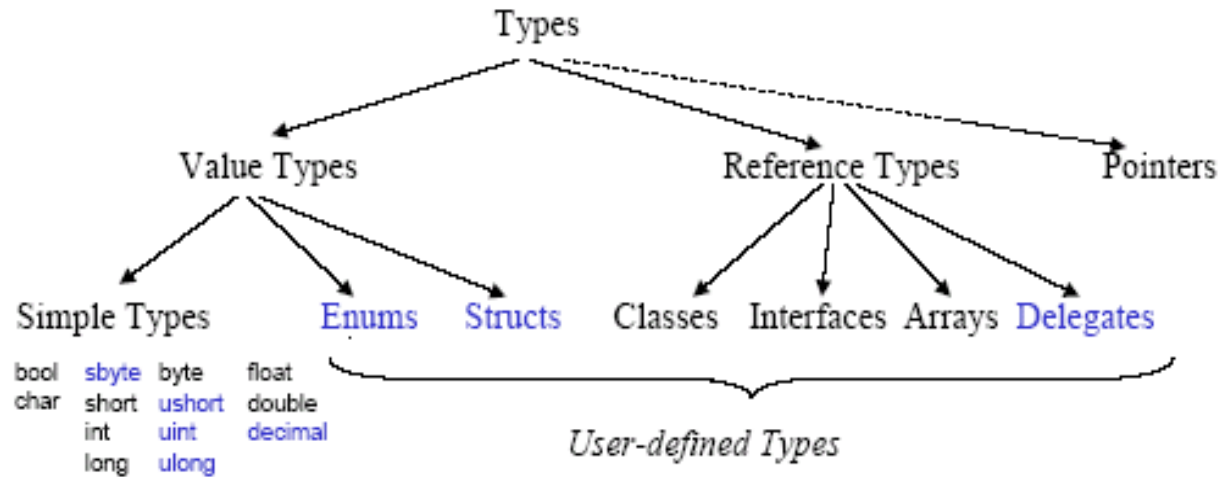 Types
Value Types Reference Types Pointers
Simple Types Enums Structs Classes Interfaces Arrays Delegates
bool sbyte byte float
char short ushort double
int uint decimal
long ulong
User-defined Types